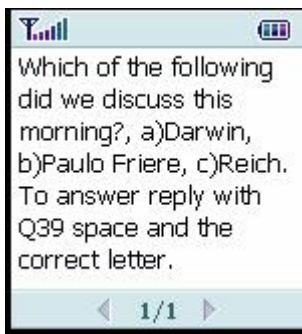 Which of the following
did we discuss this
morning?, a)Darwin,
b)Paulo Friere, c)Reich.
To answer reply with
Q39 space and the
correct letter.
1/1